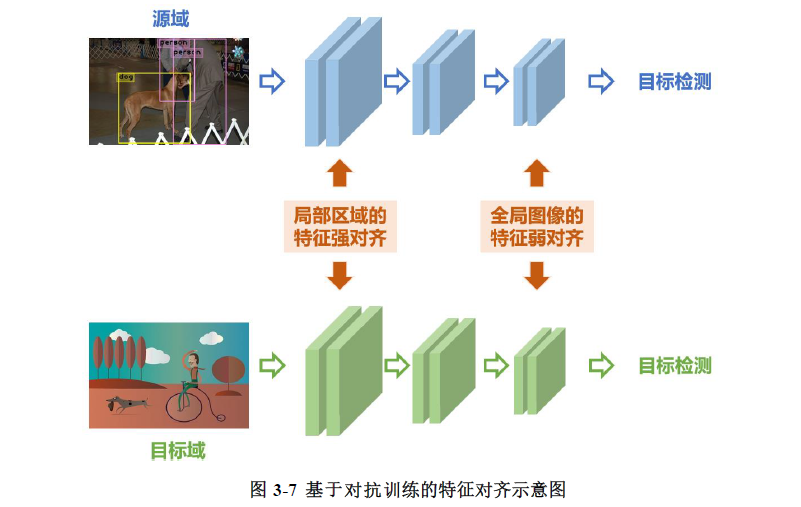 源域
person
person
dog
目标检测
局部区域的
特征强对齐
全局图像的
特征弱对齐
目标检测
目标域
图 3-7 基于对抗训练的特征对齐示意图